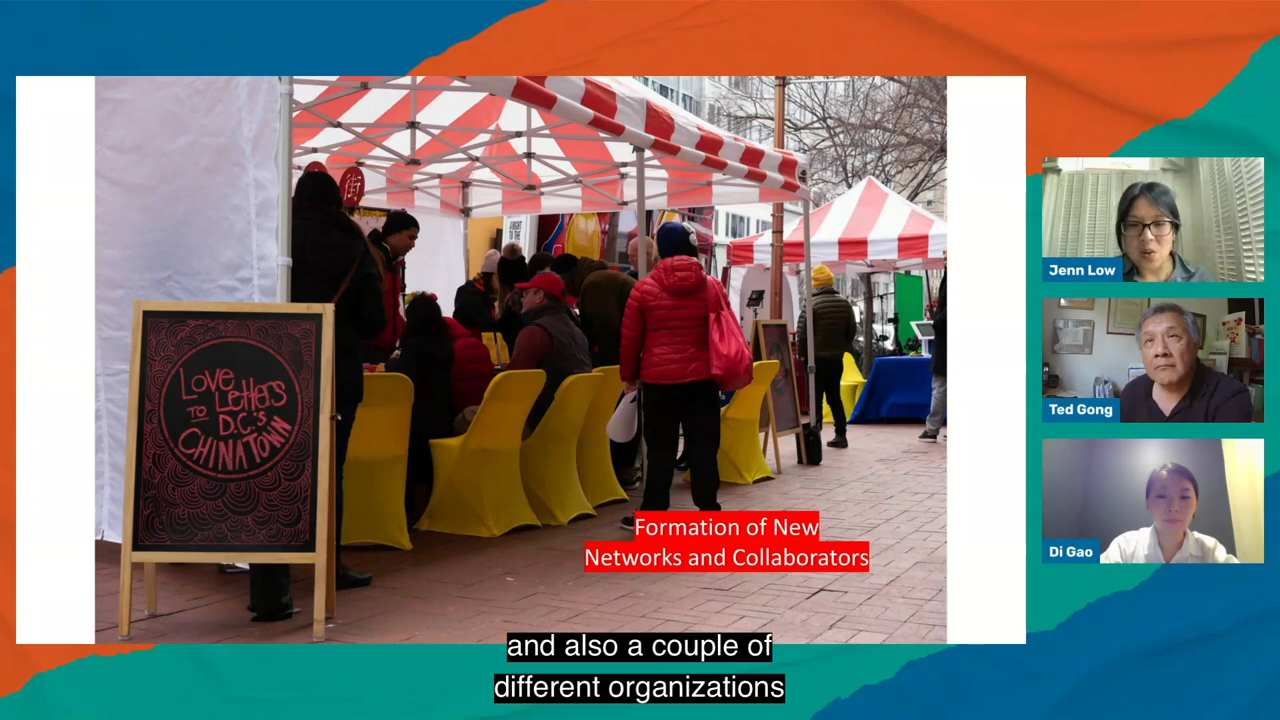 街
LOVE
LETTERS
TO D.C.'S
CHINATOWN
Formation of New
Networks and Collaborators
Jenn Low
Ted Gong
Di Gao
and also a couple of
different organizations